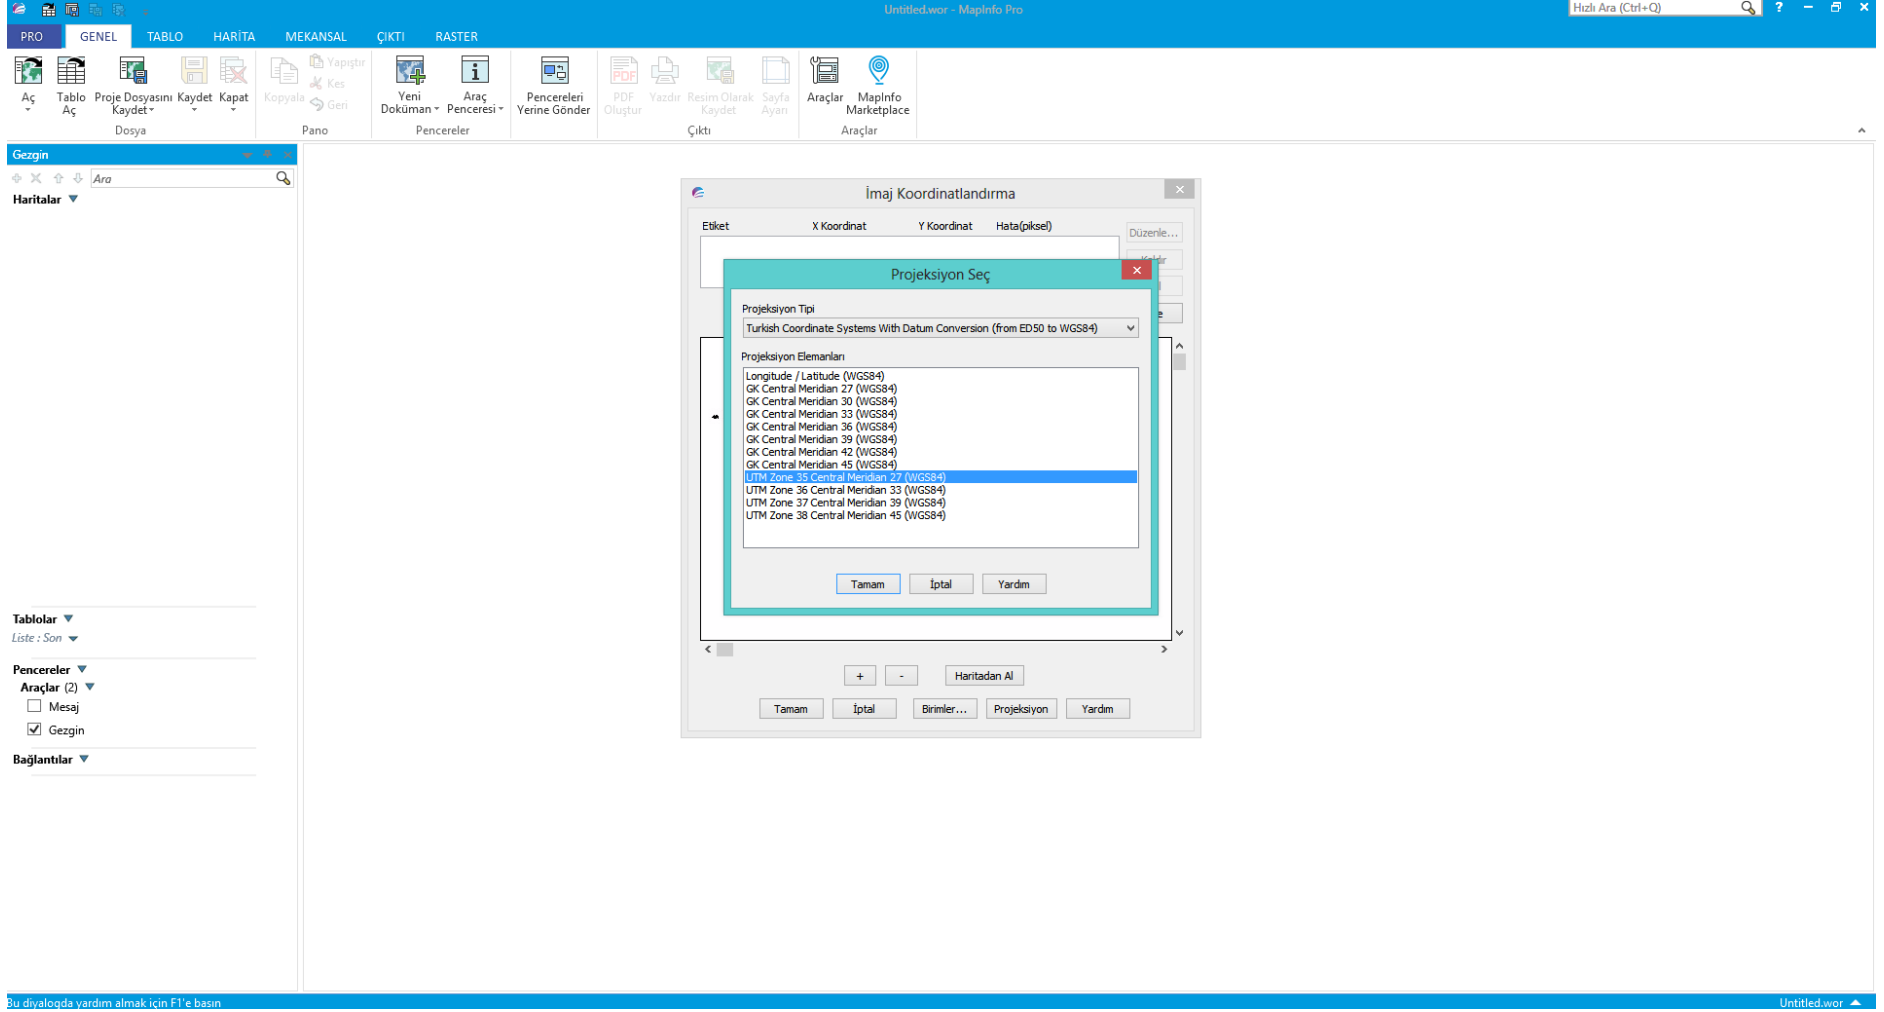 Untitled.wor - MapInfo Pro
Hızlı Ara (Ctrl+Q)
PRO GENEL TABLO HARİTA MEKANSAL ÇIKTI RASTER
Aç
Tablo Aç
Proje Dosyasını Kaydet
Kaydet
Kapat
Dosya
Kopyala
Yapıştır
Kes
Geri
Pano
Yeni Doküman
Araç Penceresi
Pencereler
Pencereleri Yerine Gönder
PDF Oluştur
Yazdır
Resim Olarak Kaydet
Sayfa Ayarı
Çıktı
Araçlar
MapInfo Marketplace
Araçlar
Gezgin
Ara
Haritalar
Tablolar
Liste : Son
Pencereler
Araçlar (2)
Mesaj
Gezgin
Bağlantılar
İmaj Koordinatlandırma
Etiket X Koordinat Y Koordinat Hata(piksel)
Düzenle...
Projeksiyon Seç
Projeksiyon Tipi
Turkish Coordinate Systems With Datum Conversion (from ED50 to WGS84)
Projeksiyon Elemanları
Longitude / Latitude (WGS84)
GK Central Meridian 27 (WGS84)
GK Central Meridian 30 (WGS84)
GK Central Meridian 33 (WGS84)
GK Central Meridian 36 (WGS84)
GK Central Meridian 39 (WGS84)
GK Central Meridian 42 (WGS84)
GK Central Meridian 45 (WGS84)
UTM Zone 35 Central Meridian 27 (WGS84)
UTM Zone 36 Central Meridian 33 (WGS84)
UTM Zone 37 Central Meridian 39 (WGS84)
UTM Zone 38 Central Meridian 45 (WGS84)
Tamam İptal Yardım
+ - Haritadan Al
Tamam İptal Birimler... Projeksiyon Yardım
Bu diyalogda yardım almak için F1'e basın
Untitled.wor